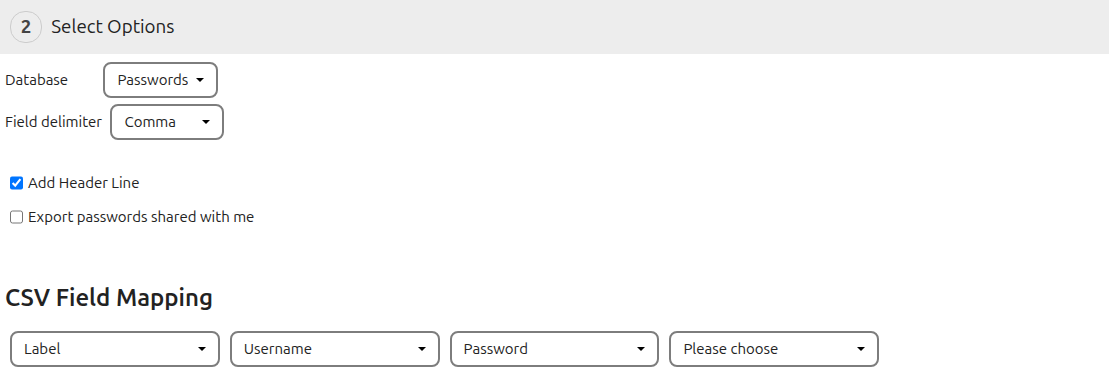 2 Select Options
Database Passwords
Field delimiter Comma
Add Header Line
Export passwords shared with me
CSV Field Mapping
Label Username Password Please choose